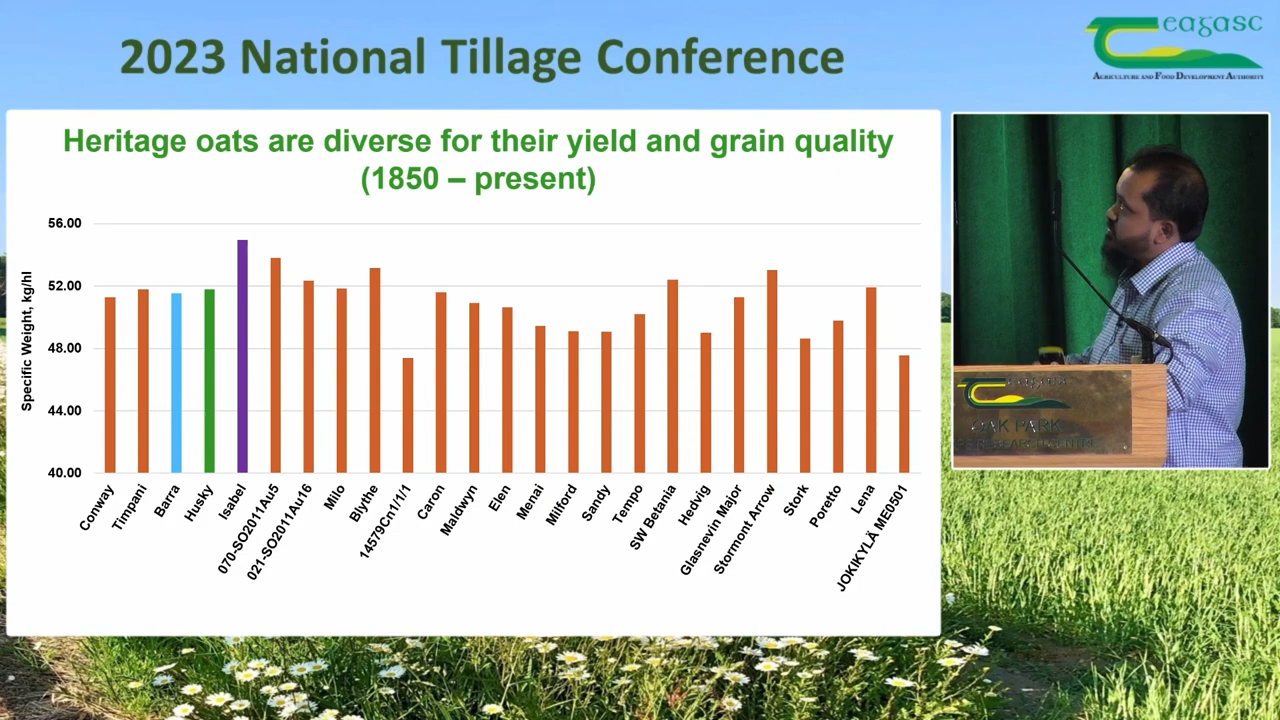 2023 National Tillage Conference
eagasc
AGRICULTURE AND FOOD DEVELOPMENT AUTHORITY
Heritage oats are diverse for their yield and grain quality
(1850 – present)
Specific Weight, kg/hl
56.00
52.00
48.00
44.00
40.00
Conway
Timpani
Barra
Husky
Isabel
070-SO2011Au5
021-SO2011Au16
Milo
Blythe
14579Cn1/1/1
Caron
Maldwyn
Elen
Menai
Milford
Sandy
Tempo
SW Betania
Hedvig
Glasnevin Major
Stormont Arrow
Stork
Poretto
Lena
JOKIKYLÄ ME0501
eagasc
OAK PARK